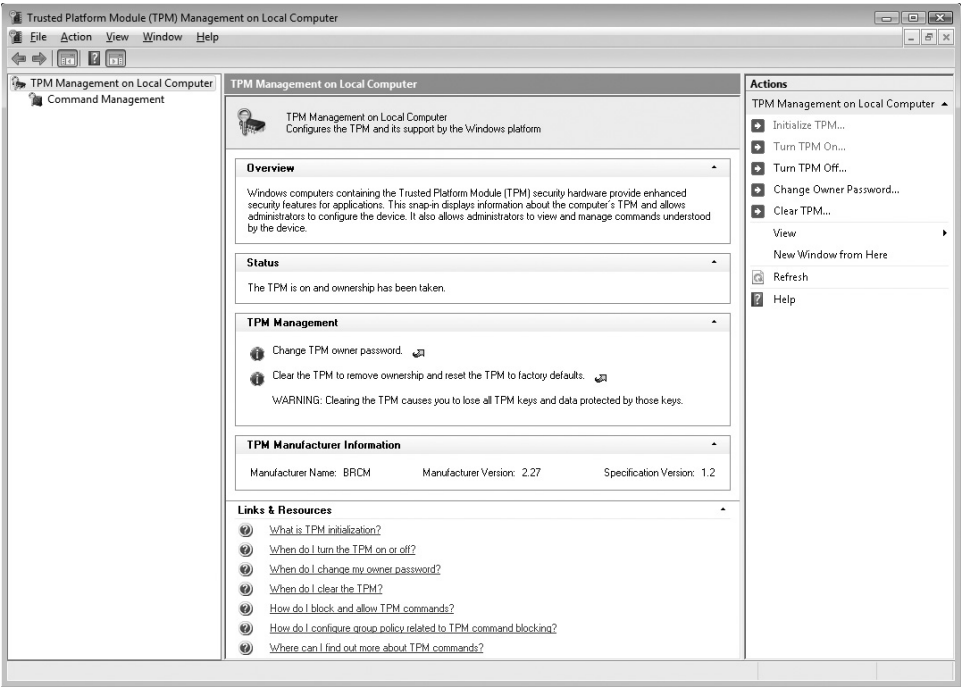 Trusted Platform Module (TPM) Management on Local Computer
File Action View Window Help
TPM Management on Local Computer
Command Management
TPM Management on Local Computer
TPM Management on Local Computer
Configures the TPM and its support by the Windows platform
Overview
Windows computers containing the Trusted Platform Module (TPM) security hardware provide enhanced
security features for applications. This snap-in displays information about the computer's TPM and allows
administrators to configure the device. It also allows administrators to view and manage commands understood
by the device.
Status
The TPM is on and ownership has been taken.
TPM Management
Change TPM owner password.
Clear the TPM to remove ownership and reset the TPM to factory defaults.
WARNING: Clearing the TPM causes you to lose all TPM keys and data protected by those keys.
TPM Manufacturer Information
Manufacturer Name: BRCM Manufacturer Version: 2.27 Specification Version: 1.2
Links & Resources
What is TPM initialization?
When do I turn the TPM on or off?
When do I change my owner password?
When do I clear the TPM?
How do I block and allow TPM commands?
How do I configure group policy related to TPM command blocking?
Where can I find out more about TPM commands?
Actions
TPM Management on Local Computer
Initialize TPM...
Turn TPM On...
Turn TPM Off...
Change Owner Password...
Clear TPM...
View
New Window from Here
Refresh
Help